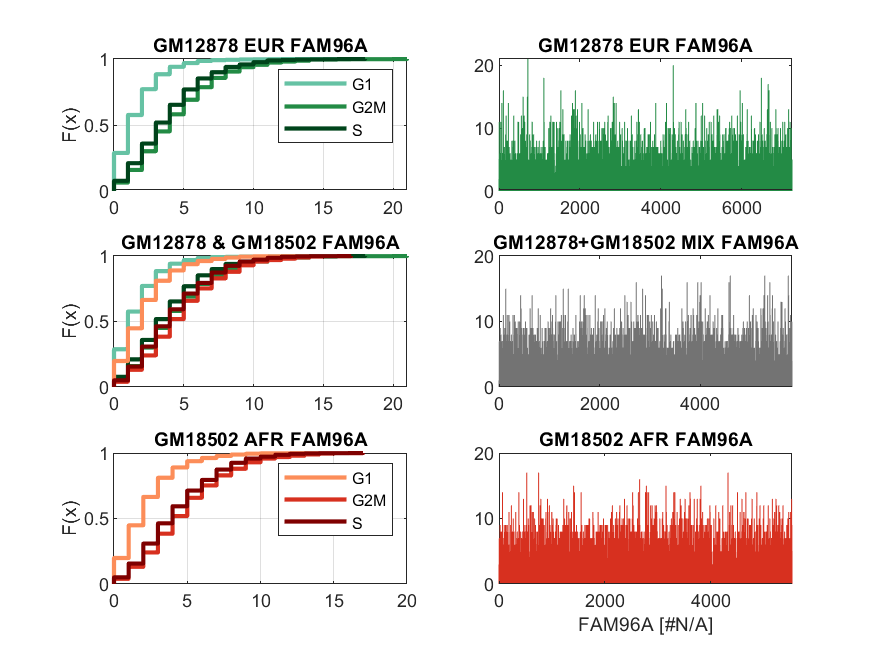 GM12878 EUR FAM96A
F(x)
1
0.5
0
0 5 10 15 20
G1
G2M
S
GM12878 EUR FAM96A
20
10
0
0 2000 4000 6000
GM12878 & GM18502 FAM96A
F(x)
1
0.5
0
0 5 10 15 20
GM12878+GM18502 MIX FAM96A
20
10
0
0 2000 4000
GM18502 AFR FAM96A
F(x)
1
0.5
0
0 5 10 15 20
G1
G2M
S
GM18502 AFR FAM96A
20
10
0
0 2000 4000
FAM96A [#N/A]